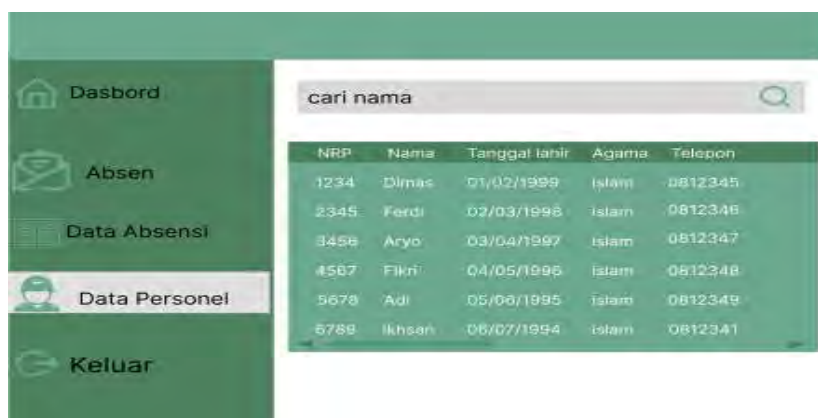 Dasbord
Absen
Data Absensi
Data Personel
Keluar
cari nama
NRP Nama Tanggal lahir Agama Telepon
1234 Dimas 01/02/1999 Islam 0812345
2345 Ferdi 02/03/1998 Islam 0812346
3456 Aryo 03/04/1997 Islam 0812347
4567 Fikri 04/05/1996 Islam 0812348
5678 Adi 05/06/1995 Islam 0812349
6789 Ikhsan 06/07/1994 Islam 0812341